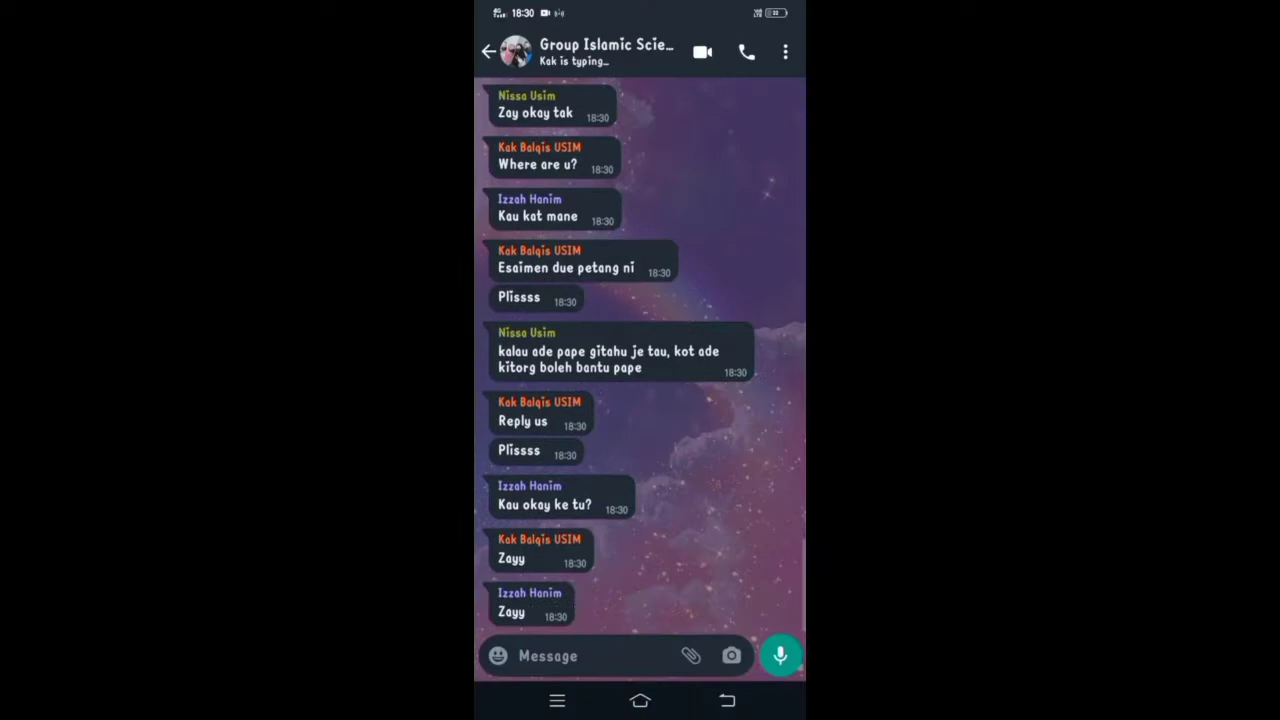 18:30
Group Islamic Scie...
Kak is typing...
Nissa Usim
Zay okay tak 18:30
Kak Balqis USIM
Where are u? 18:30
Izzah Hanim
Kau kat mane 18:30
Kak Balqis USIM
Esaimen due petang ni 18:30
Plissss 18:30
Nissa Usim
kalau ade pape gitahu je tau, kot ade
kitorg boleh bantu pape 18:30
Kak Balqis USIM
Reply us 18:30
Plissss 18:30
Izzah Hanim
Kau okay ke tu? 18:30
Kak Balqis USIM
Zayy 18:30
Izzah Hanim
Zayy 18:30
Message